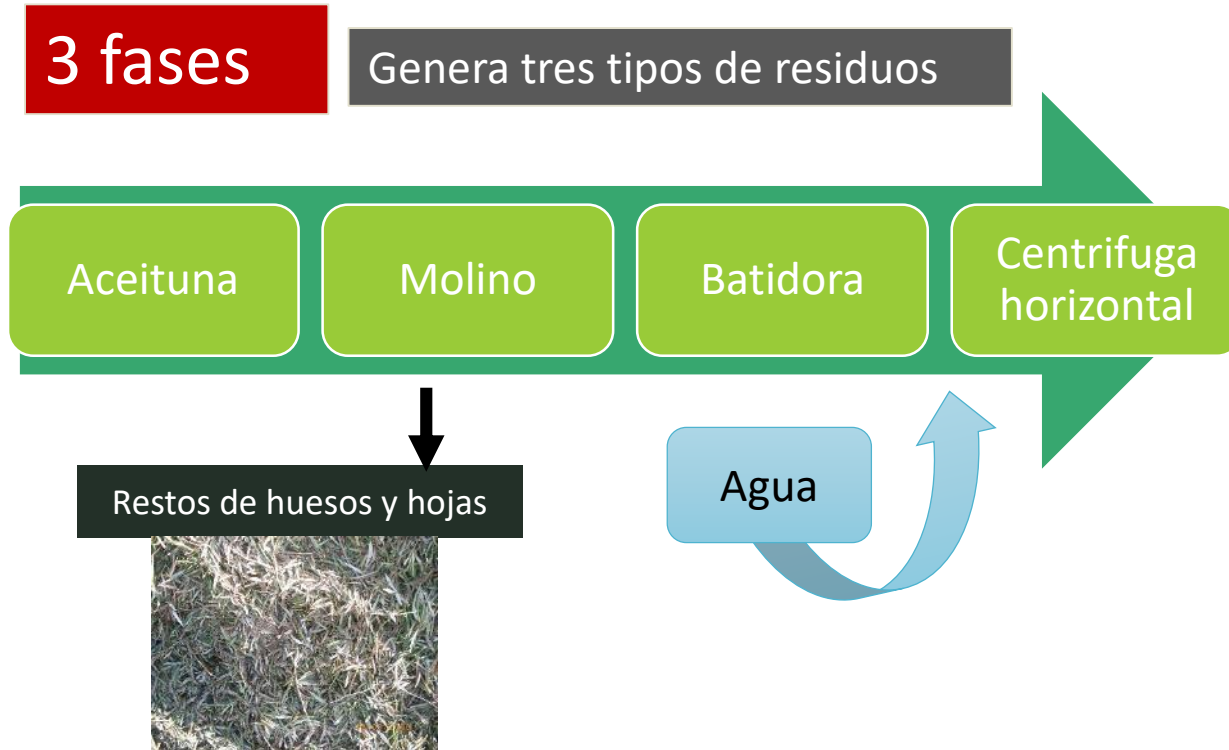 3 fases
Genera tres tipos de residuos
Aceituna
Molino
Batidora
Centrifuga
horizontal
Restos de huesos y hojas
Agua